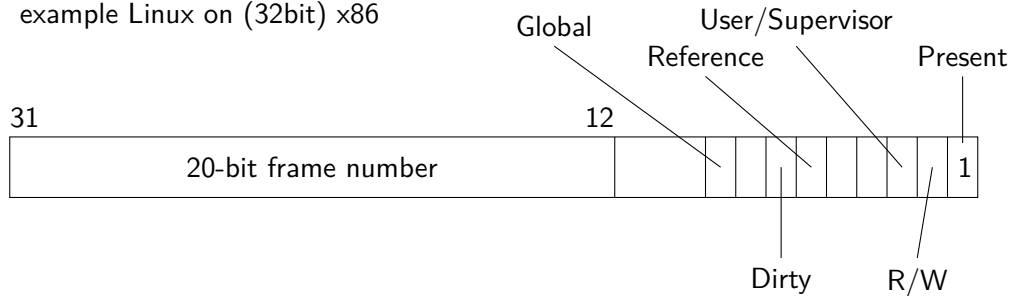 example Linux on (32bit) x86
Global
User/Supervisor
Reference
Present
31
12
20-bit frame number
1
Dirty
R/W